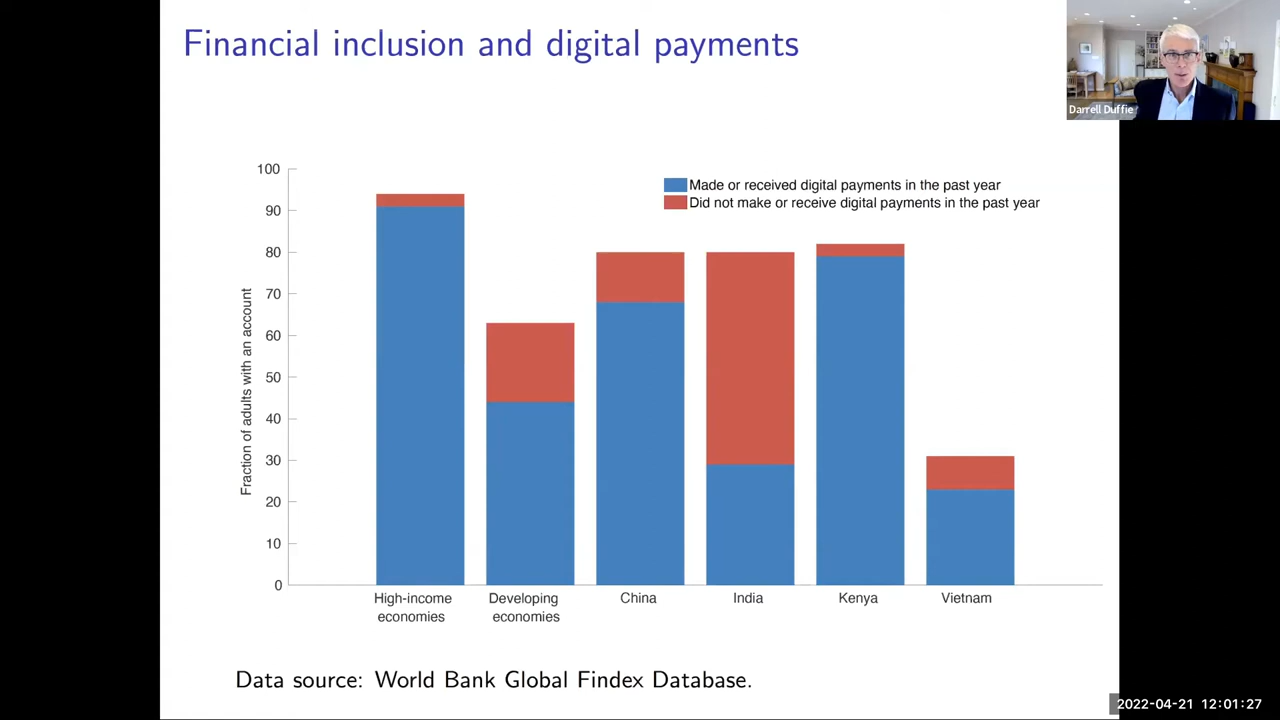 Financial inclusion and digital payments
Darrell Duffie
Made or received digital payments in the past year
Did not make or receive digital payments in the past year
Fraction of adults with an account
100
90
80
70
60
50
40
30
20
10
0
High-income economies
Developing economies
China
India
Kenya
Vietnam
Data source: World Bank Global Findex Database.
2022-04-21 12:01:27